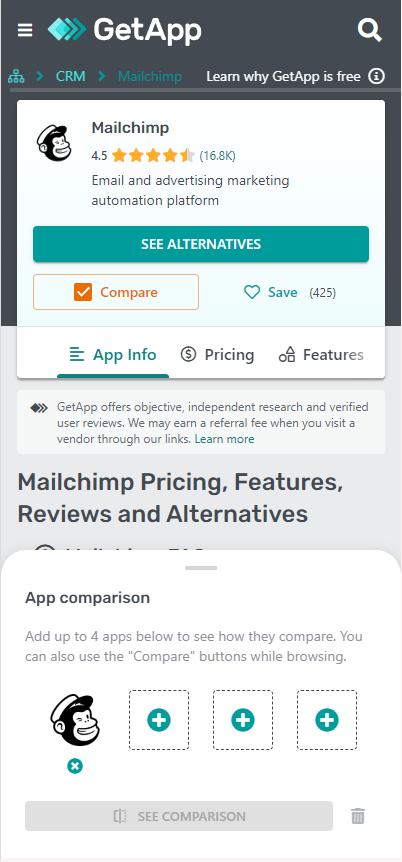 GetApp
CRM
Mailchimp
Learn why GetApp is free
Mailchimp
4.5 (16.8K)
Email and advertising marketing
automation platform
SEE ALTERNATIVES
Compare
Save (425)
App Info
Pricing
Features
GetApp offers objective, independent research and verified
user reviews. We may earn a referral fee when you visit a
vendor through our links. Learn more
Mailchimp Pricing, Features,
Reviews and Alternatives
App comparison
Add up to 4 apps below to see how they compare. You
can also use the "Compare" buttons while browsing.
SEE COMPARISON